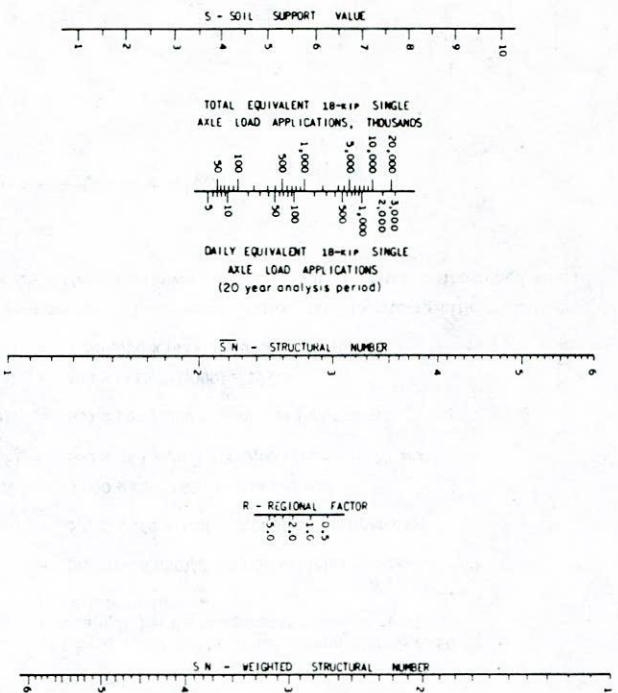 S - SOIL SUPPORT VALUE
1 2 3 4 5 6 7 8 9 10
TOTAL EQUIVALENT 18-KIP SINGLE
AXLE LOAD APPLICATIONS, THOUSANDS
50 100 500 1,000 5,000 10,000 20,000
5 10 50 100 500 1,000 2,000 3,000
DAILY EQUIVALENT 18-KIP SINGLE
AXLE LOAD APPLICATIONS
(20 year analysis period)
S̅N̅ - STRUCTURAL NUMBER
1 2 3 4 5 6
R - REGIONAL FACTOR
5.0 2.0 1.0 0.5
SN - WEIGHTED STRUCTURAL NUMBER
6 5 4 3 2 1